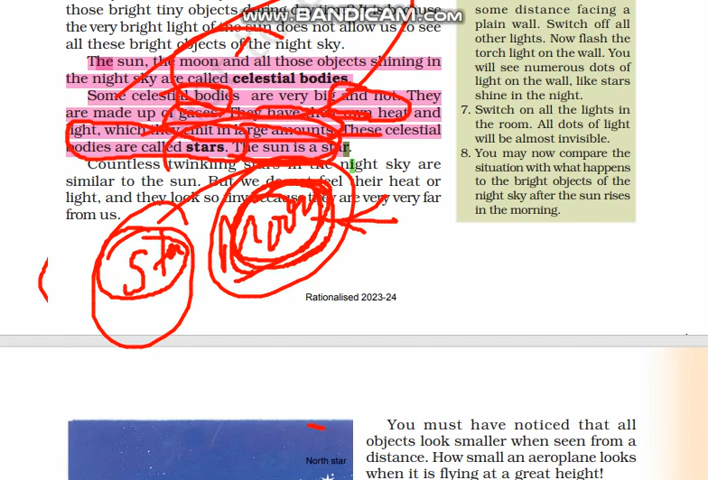 those bright tiny objects during daytime? It is because
www.BANDICAM.com
the very bright light of the sun does not allow us to see
all these bright objects of the night sky.
The sun, the moon and all those objects shining in
the night sky are called celestial bodies.
Some celestial bodies are very big and hot. They
are made up of gases. They have their own heat and
light, which they emit in large amounts. These celestial
bodies are called stars. The sun is a star.
Countless twinkling stars in the night sky are
similar to the sun. But we do not feel their heat or
light, and they look so tiny because they are very very far
from us.
Moon
Star
Rationalised 2023-24
some distance facing a
plain wall. Switch off all
other lights. Now flash the
torch light on the wall. You
will see numerous dots of
light on the wall, like stars
shine in the night.
7. Switch on all the lights in
the room. All dots of light
will be almost invisible.
8. You may now compare the
situation with what happens
to the bright objects of the
night sky after the sun rises
in the morning.
North star
You must have noticed that all
objects look smaller when seen from a
distance. How small an aeroplane looks
when it is flying at a great height!